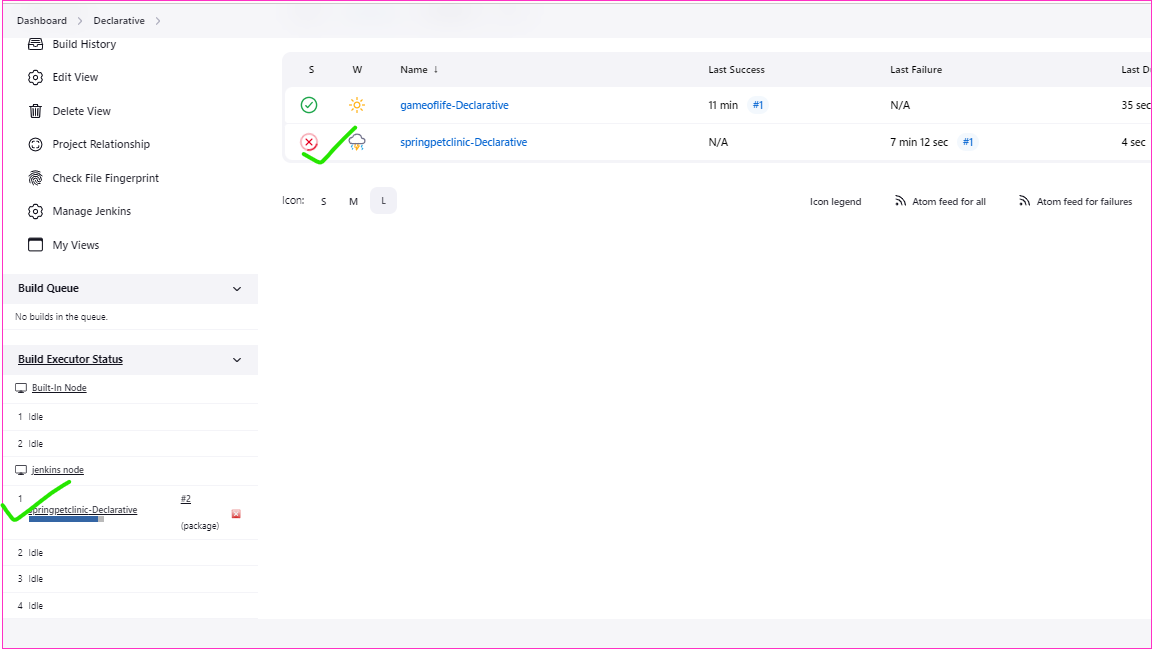 Dashboard > Declarative >
Build History
Edit View
Delete View
Project Relationship
Check File Fingerprint
Manage Jenkins
My Views
Build Queue
No builds in the queue.
Build Executor Status
Built-In Node
1 Idle
2 Idle
jenkins node
1 springpetclinic-Declarative #2 (package)
2 Idle
3 Idle
4 Idle
S W Name ↓ Last Success Last Failure Last D
gameoflife-Declarative 11 min #1 N/A 35 sec
springpetclinic-Declarative N/A 7 min 12 sec #1 4 sec
Icon: S M L
Icon legend Atom feed for all Atom feed for failures